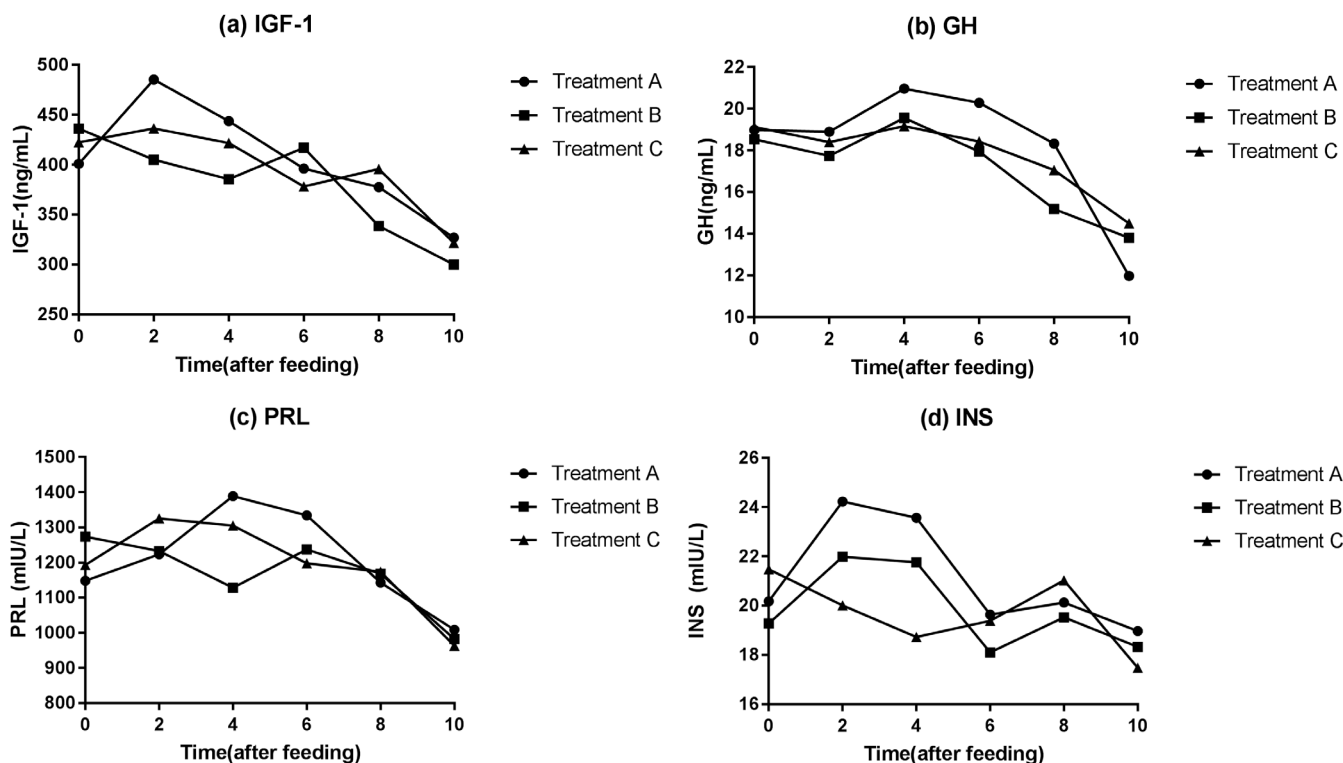 (a) IGF-1
500
450
400
350
300
250
IGF-1(ng/mL)
0 2 4 6 8 10
Time(after feeding)
Treatment A
Treatment B
Treatment C
(b) GH
22
20
18
16
14
12
10
GH(ng/mL)
0 2 4 6 8 10
Time(after feeding)
Treatment A
Treatment B
Treatment C
(c) PRL
1500
1400
1300
1200
1100
1000
900
800
PRL (mIU/L)
0 2 4 6 8 10
Time(after feeding)
Treatment A
Treatment B
Treatment C
(d) INS
26
24
22
20
18
16
INS (mIU/L)
0 2 4 6 8 10
Time(after feeding)
Treatment A
Treatment B
Treatment C